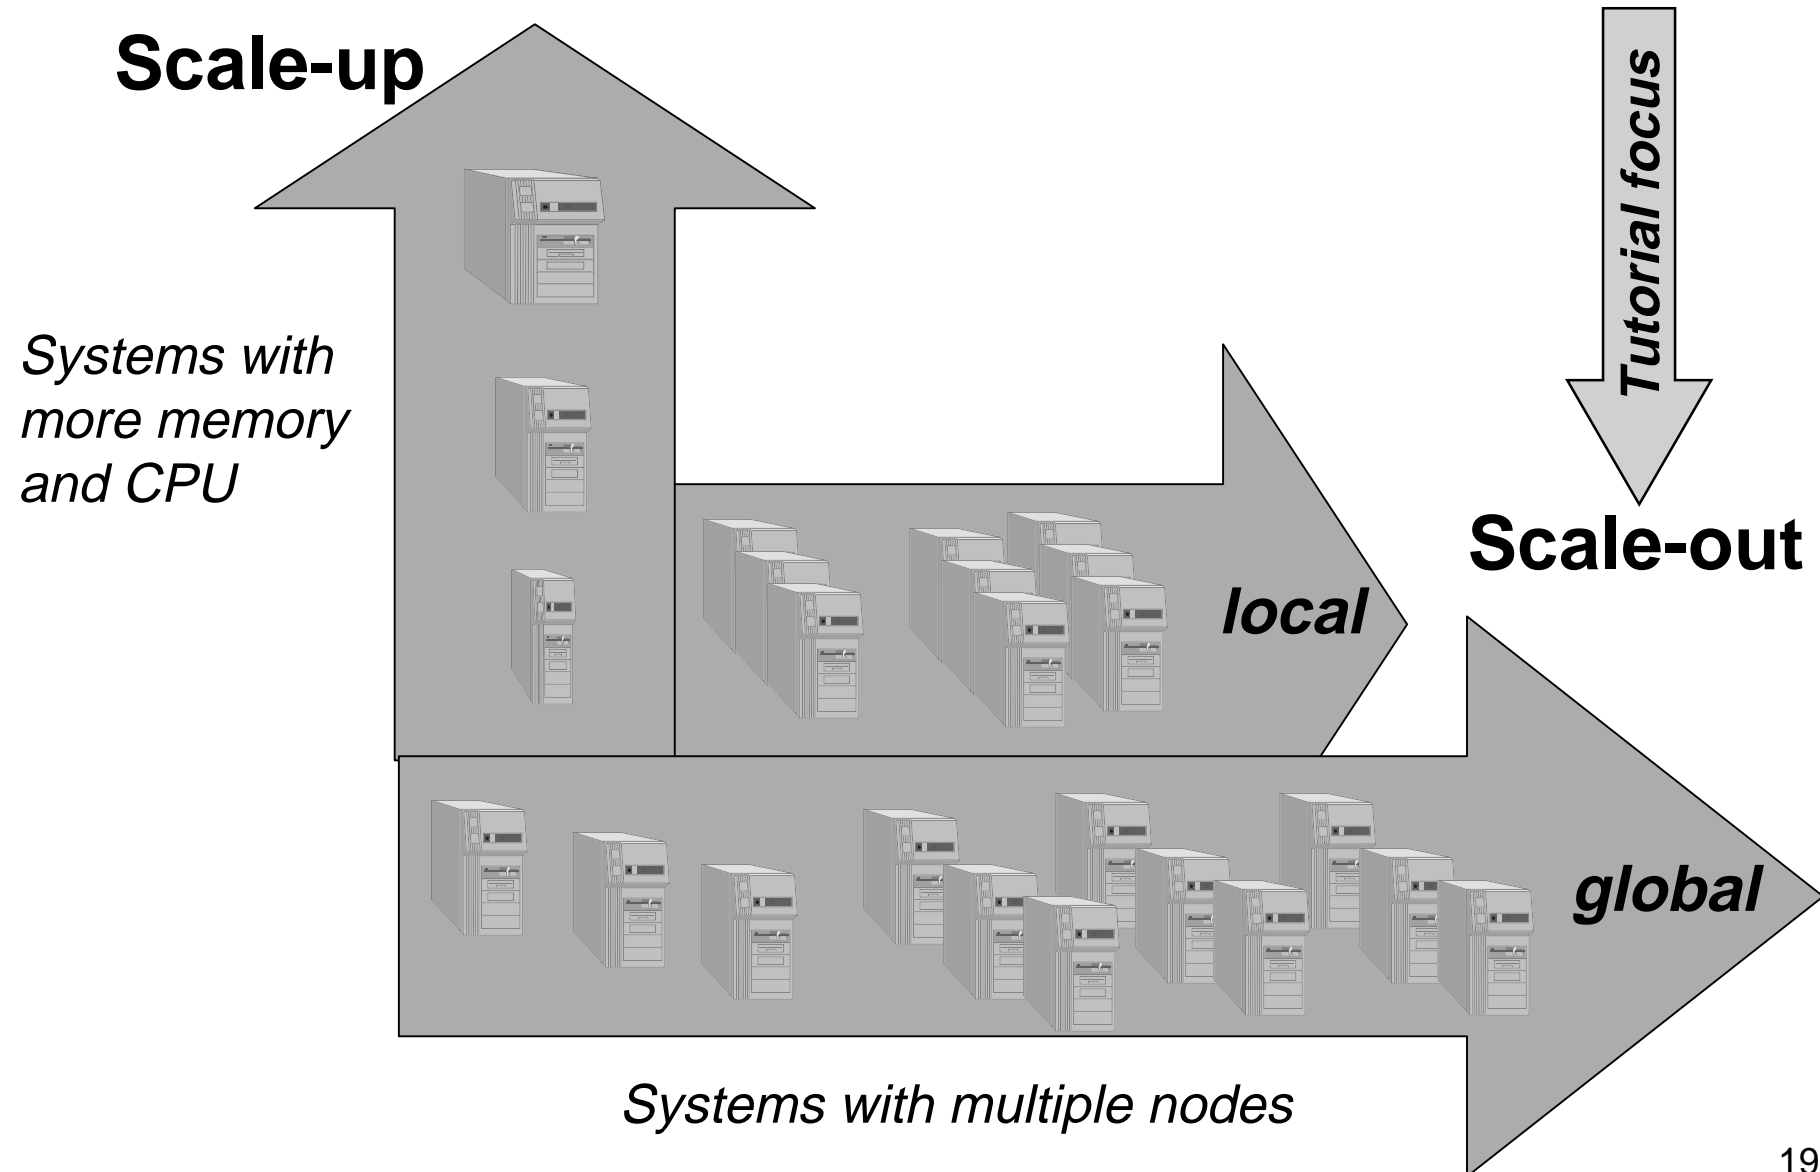 Scale-up
Tutorial focus
Systems with
more memory
and CPU
Scale-out
local
global
Systems with multiple nodes
19